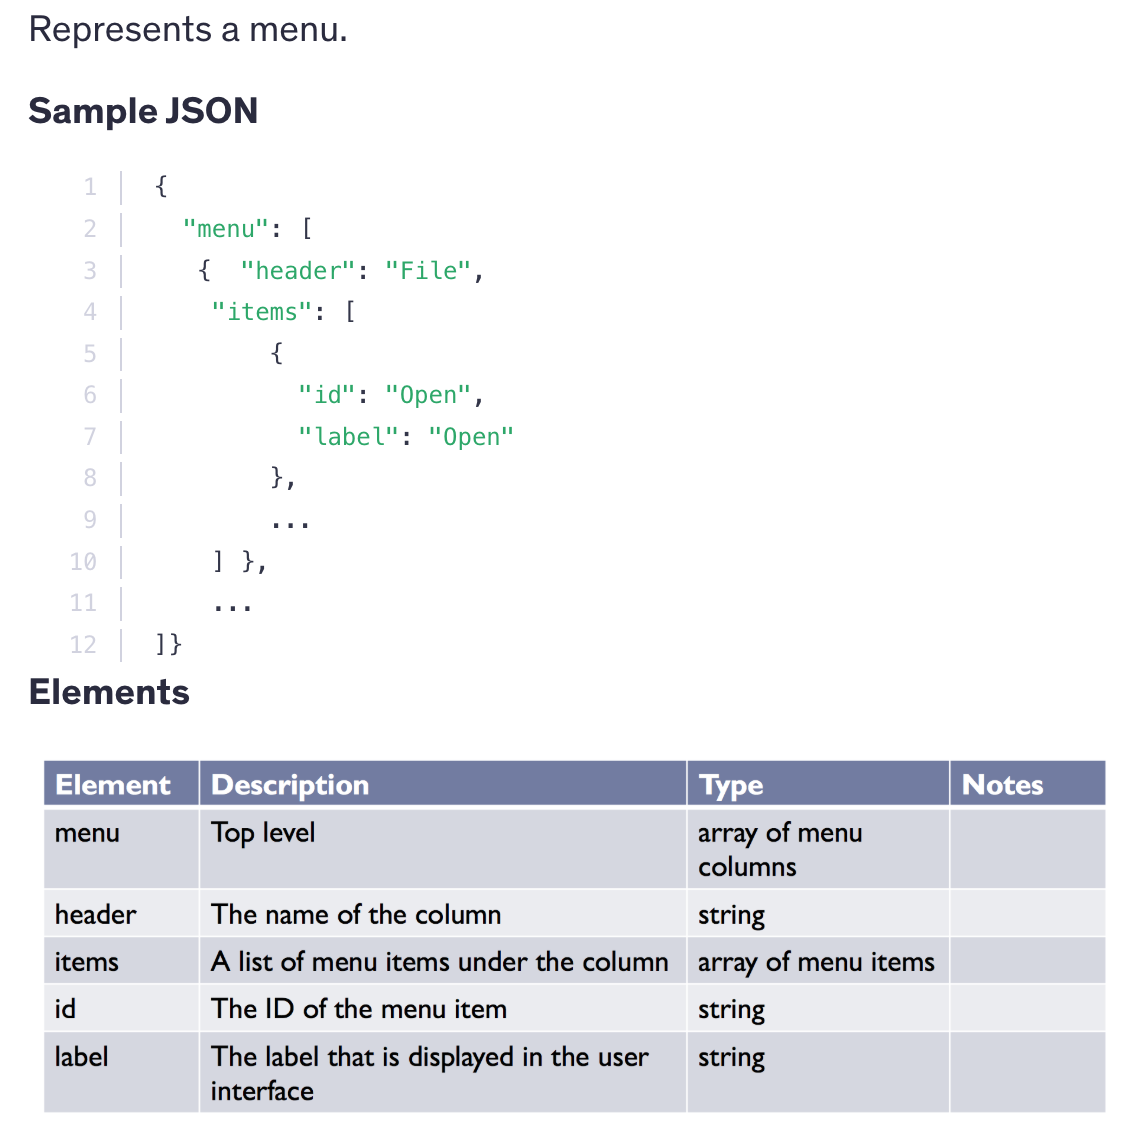 Represents a menu.
Sample JSON
1 {
2   "menu": [
3    {  "header": "File",
4     "items": [
5         {
6           "id": "Open",
7           "label": "Open"
8         },
9         ...
10     ] },
11     ...
12 ]}
Elements
Element Description Type Notes
menu Top level array of menu
columns
header The name of the column string
items A list of menu items under the column array of menu items
id The ID of the menu item string
label The label that is displayed in the user string
interface